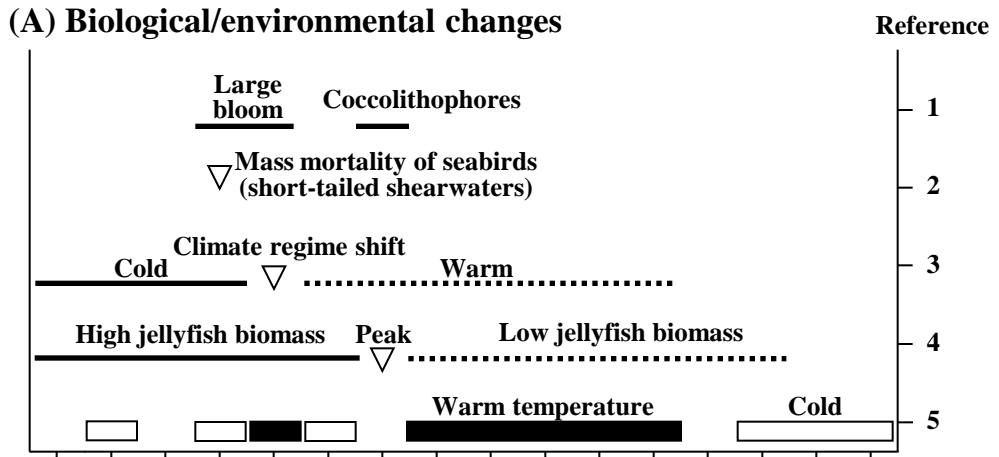 (A) Biological/environmental changes
Reference
Large
bloom
Coccolithophores
1
Mass mortality of seabirds
(short-tailed shearwaters)
2
Climate regime shift
Cold
Warm
3
High jellyfish biomass
Peak
Low jellyfish biomass
4
Warm temperature
Cold
5